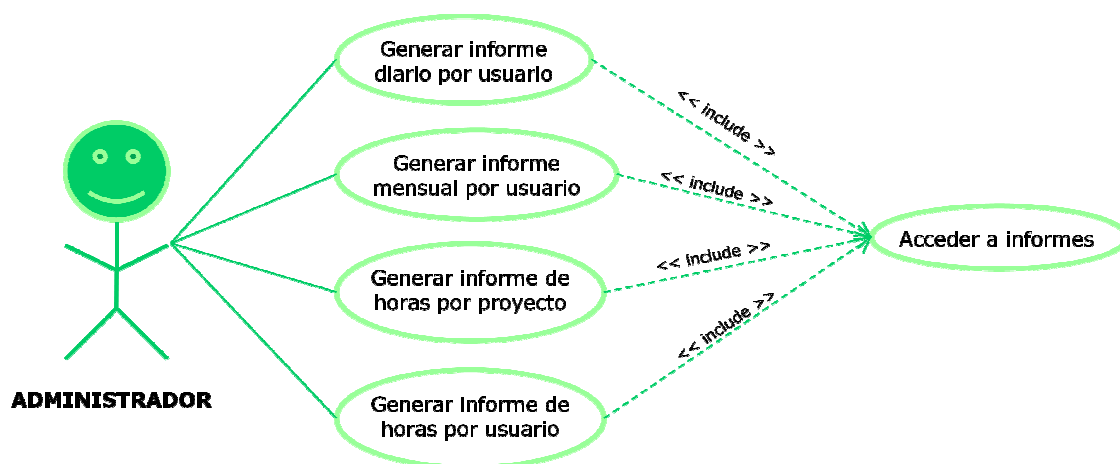 Generar informe
diario por usuario
<< include >>
Generar informe
mensual por usuario
<< include >>
Acceder a informes
Generar informe de
horas por proyecto
<< include >>
Generar Informe de
horas por usuario
<< include >>
ADMINISTRADOR